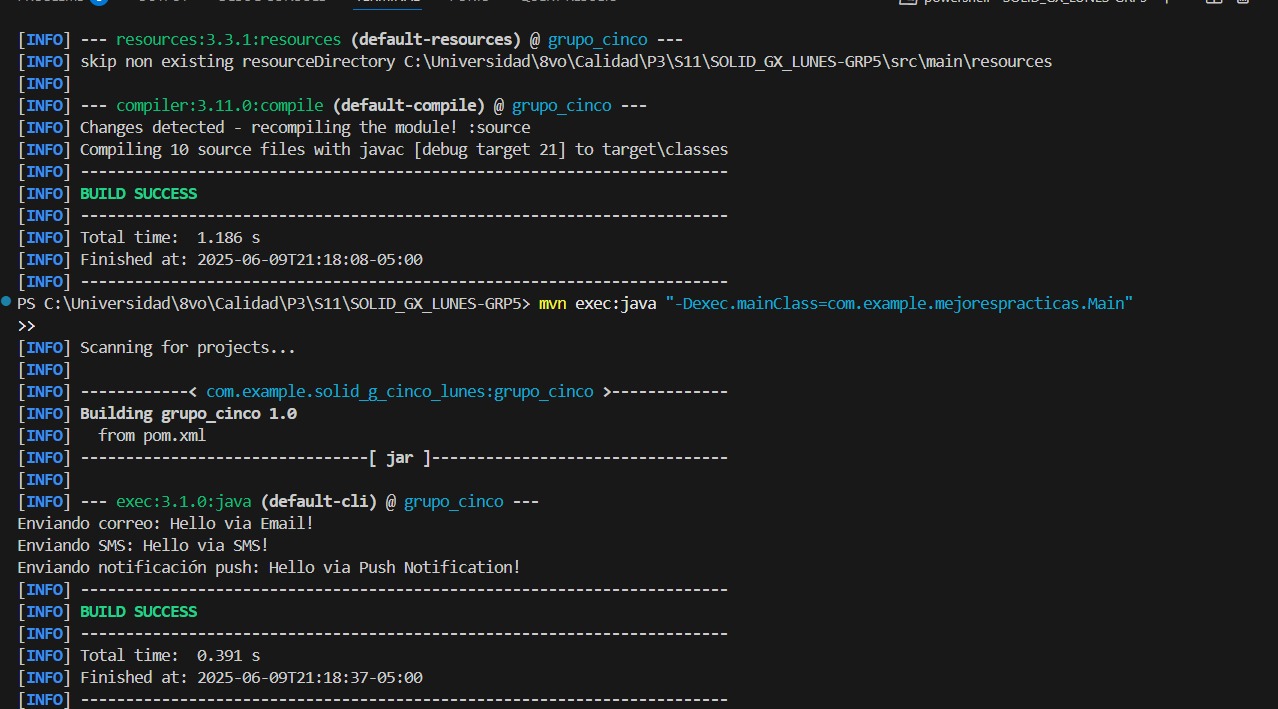 TERMINAL
[INFO] --- resources:3.3.1:resources (default-resources) @ grupo_cinco ---
[INFO] skip non existing resourceDirectory C:\Universidad\8vo\Calidad\P3\S11\SOLID_GX_LUNES-GRP5\src\main\resources
[INFO]
[INFO] --- compiler:3.11.0:compile (default-compile) @ grupo_cinco ---
[INFO] Changes detected - recompiling the module! :source
[INFO] Compiling 10 source files with javac [debug target 21] to target\classes
[INFO] ------------------------------------------------------------------------
[INFO] BUILD SUCCESS
[INFO] ------------------------------------------------------------------------
[INFO] Total time:  1.186 s
[INFO] Finished at: 2025-06-09T21:18:08-05:00
[INFO] ------------------------------------------------------------------------
PS C:\Universidad\8vo\Calidad\P3\S11\SOLID_GX_LUNES-GRP5> mvn exec:java "-Dexec.mainClass=com.example.mejorespracticas.Main"
>>
[INFO] Scanning for projects...
[INFO]
[INFO] ------------< com.example.solid_g_cinco_lunes:grupo_cinco >-------------
[INFO] Building grupo_cinco 1.0
[INFO]   from pom.xml
[INFO] --------------------------------[ jar ]---------------------------------
[INFO]
[INFO] --- exec:3.1.0:java (default-cli) @ grupo_cinco ---
Enviando correo: Hello via Email!
Enviando SMS: Hello via SMS!
Enviando notificación push: Hello via Push Notification!
[INFO] ------------------------------------------------------------------------
[INFO] BUILD SUCCESS
[INFO] ------------------------------------------------------------------------
[INFO] Total time:  0.391 s
[INFO] Finished at: 2025-06-09T21:18:37-05:00
[INFO] ------------------------------------------------------------------------